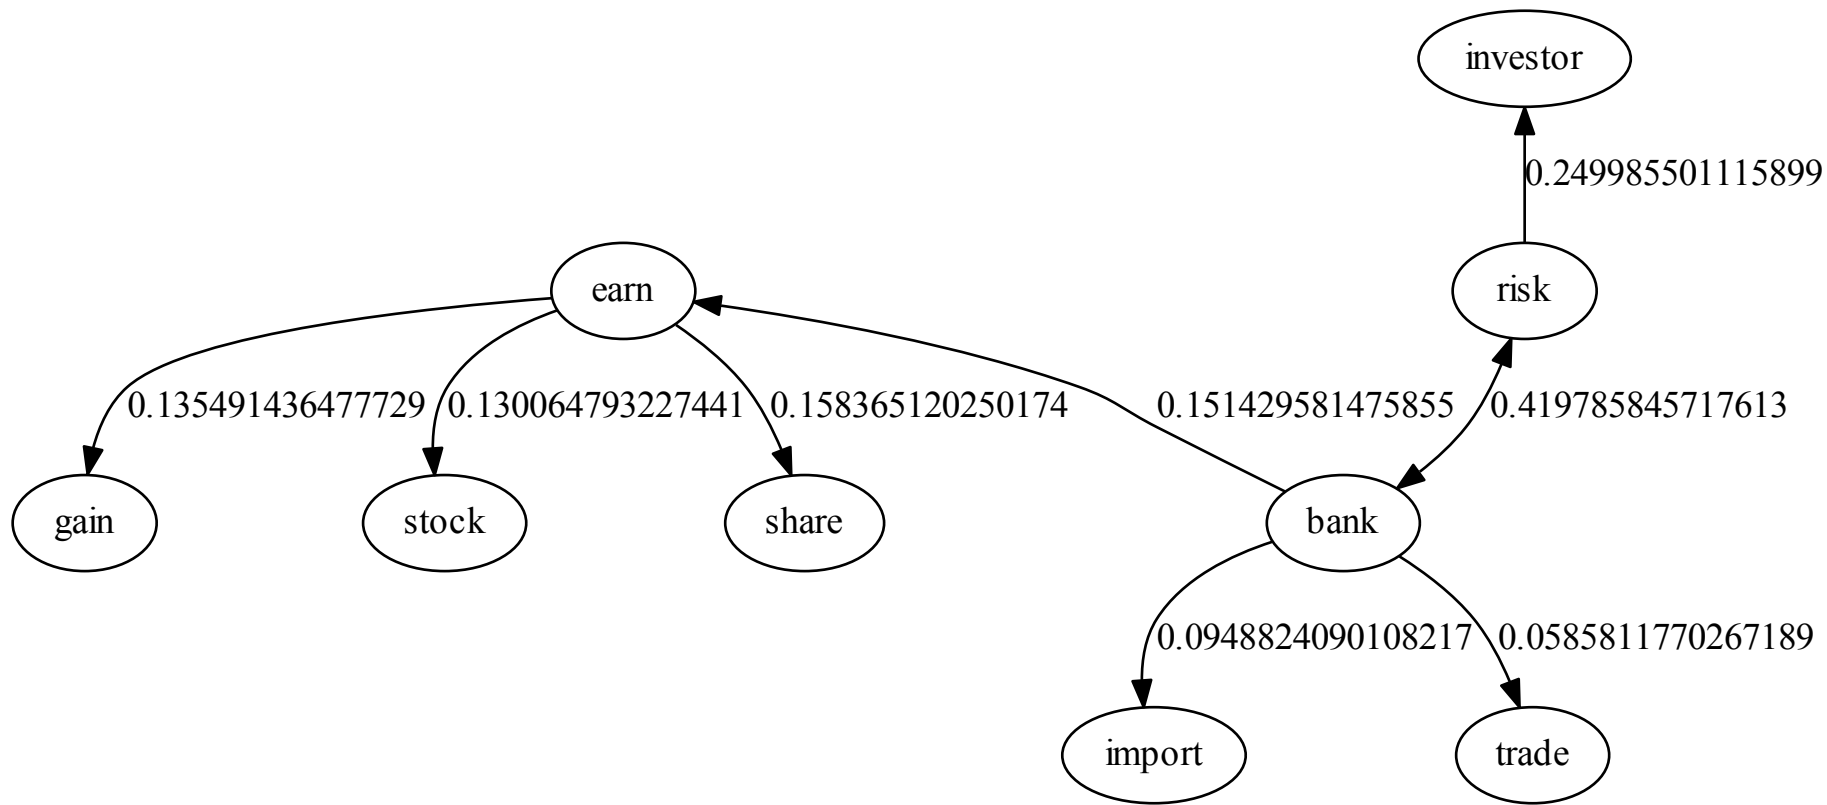 investor
0.249985501115899
earn
risk
0.135491436477729
0.130064793227441
0.158365120250174
0.151429581475855
0.419785845717613
gain
stock
share
bank
0.0948824090108217
0.0585811770267189
import
trade